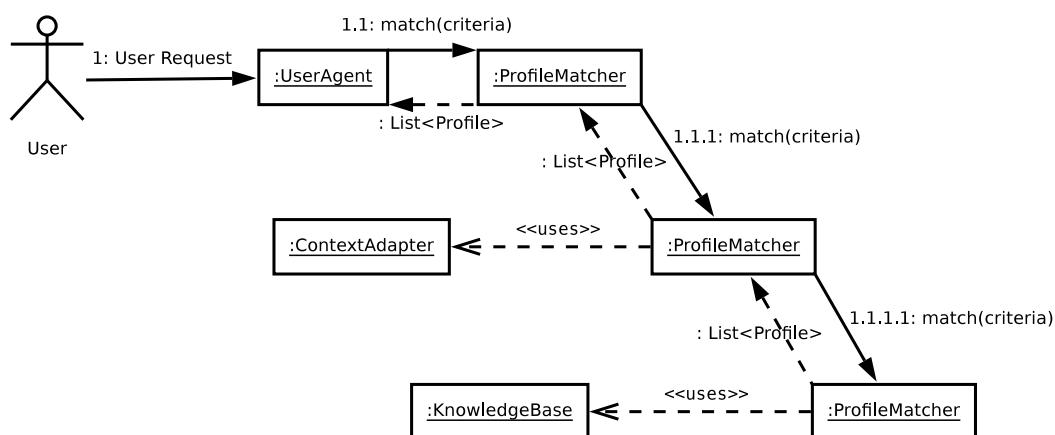 1.1: match(criteria)
1: User Request
:UserAgent
:ProfileMatcher
: List<Profile>
User
1.1.1: match(criteria)
: List<Profile>
:ContextAdapter
<<uses>>
:ProfileMatcher
1.1.1.1: match(criteria)
: List<Profile>
:KnowledgeBase
<<uses>>
:ProfileMatcher